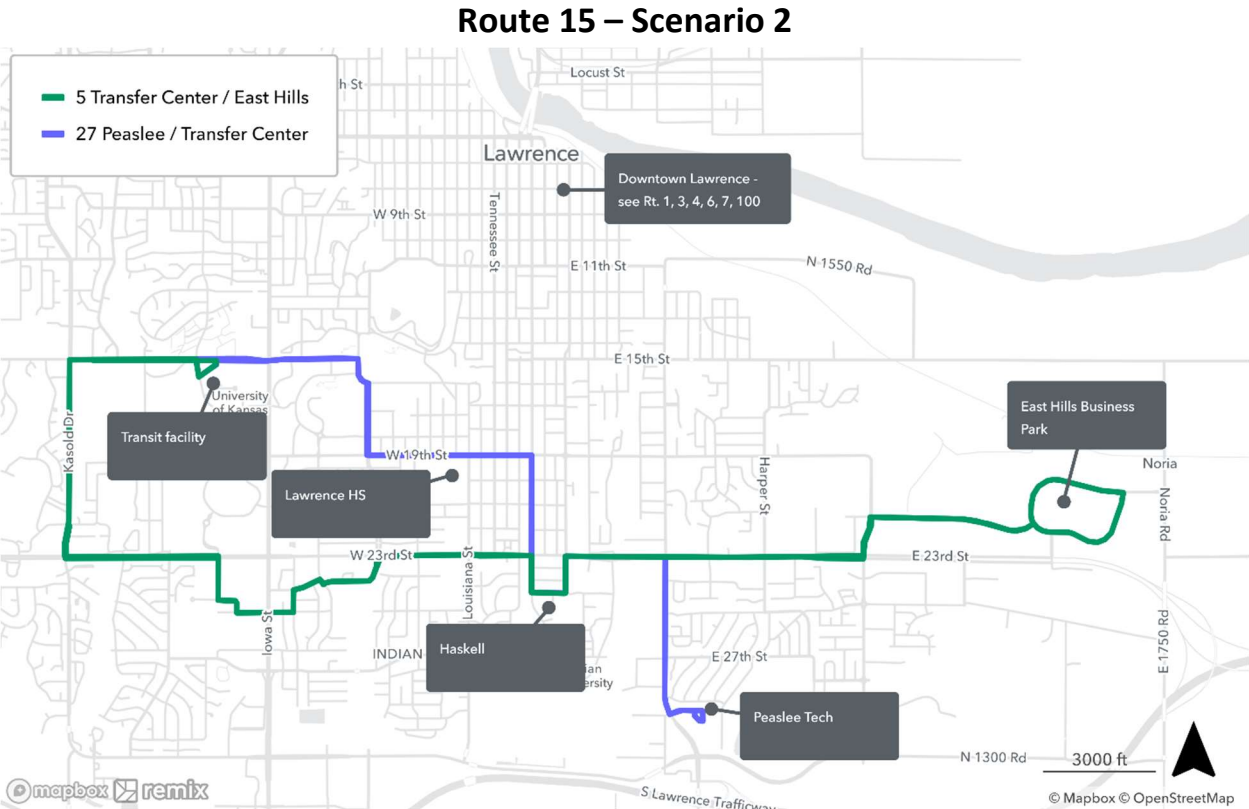 Route 15 – Scenario 2
5 Transfer Center / East Hills
27 Peaslee / Transfer Center
h St
Locust St
Lawrence
Downtown Lawrence -
see Rt. 1, 3, 4, 6, 7, 100
W 9th St
Tennessee St
E 11th St
N 1550 Rd
E 15th St
University
of Kansas
Kasold Dr
Transit facility
East Hills Business
Park
W 19th St
Lawrence HS
Harper St
Noria
Noria Rd
W 23rd St
Louisiana St
E 23rd St
Iowa St
INDIAN
Haskell
ian
ersity
E 27th St
E 1750 Rd
Peaslee Tech
N 1300 Rd
3000 ft
mapbox remix
S Lawrence Trafficway
© Mapbox © OpenStreetMap